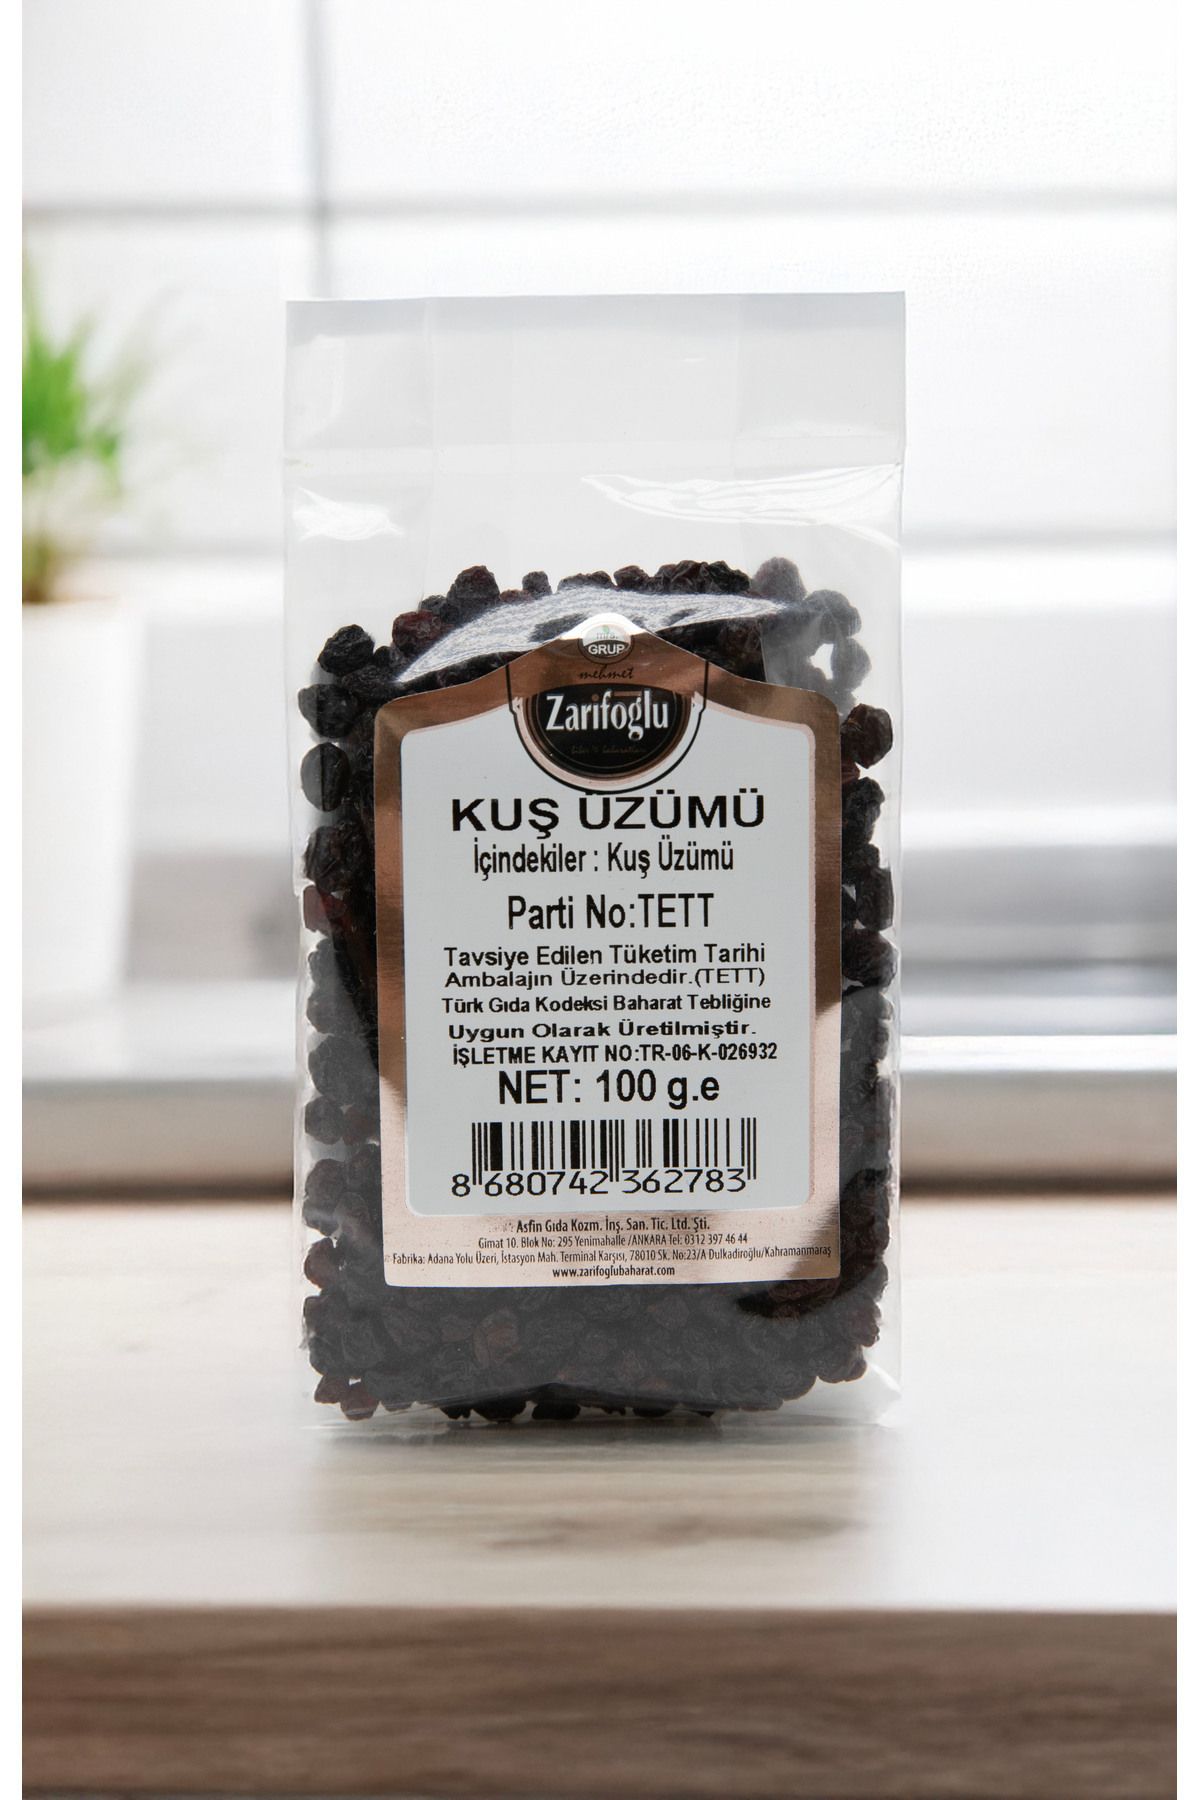 GRUP
mehmet
Zarifoğlu
KUŞ ÜZÜMÜ
İçindekiler : Kuş Üzümü
Parti No:TETT
Tavsiye Edilen Tüketim Tarihi
Ambalajın Üzerindedir.(TETT)
Türk Gıda Kodeksi Baharat Tebliğine
Uygun Olarak Üretilmiştir.
İŞLETME KAYIT NO:TR-06-K-026932
NET: 100 g.e
8 680742 362783
Asfin Gıda Kozm. İnş. San. Tic. Ltd. Şti.
Gimat 10. Blok No: 295 Yenimahalle /ANKARA Tel: 0312 397 46 44
Fabrika: Adana Yolu Üzeri, İstasyon Mah. Terminal Karşısı, 78010 Sk. No:23/A Dulkadiroğlu/Kahramanmaraş
www.zarifoglubaharat.com